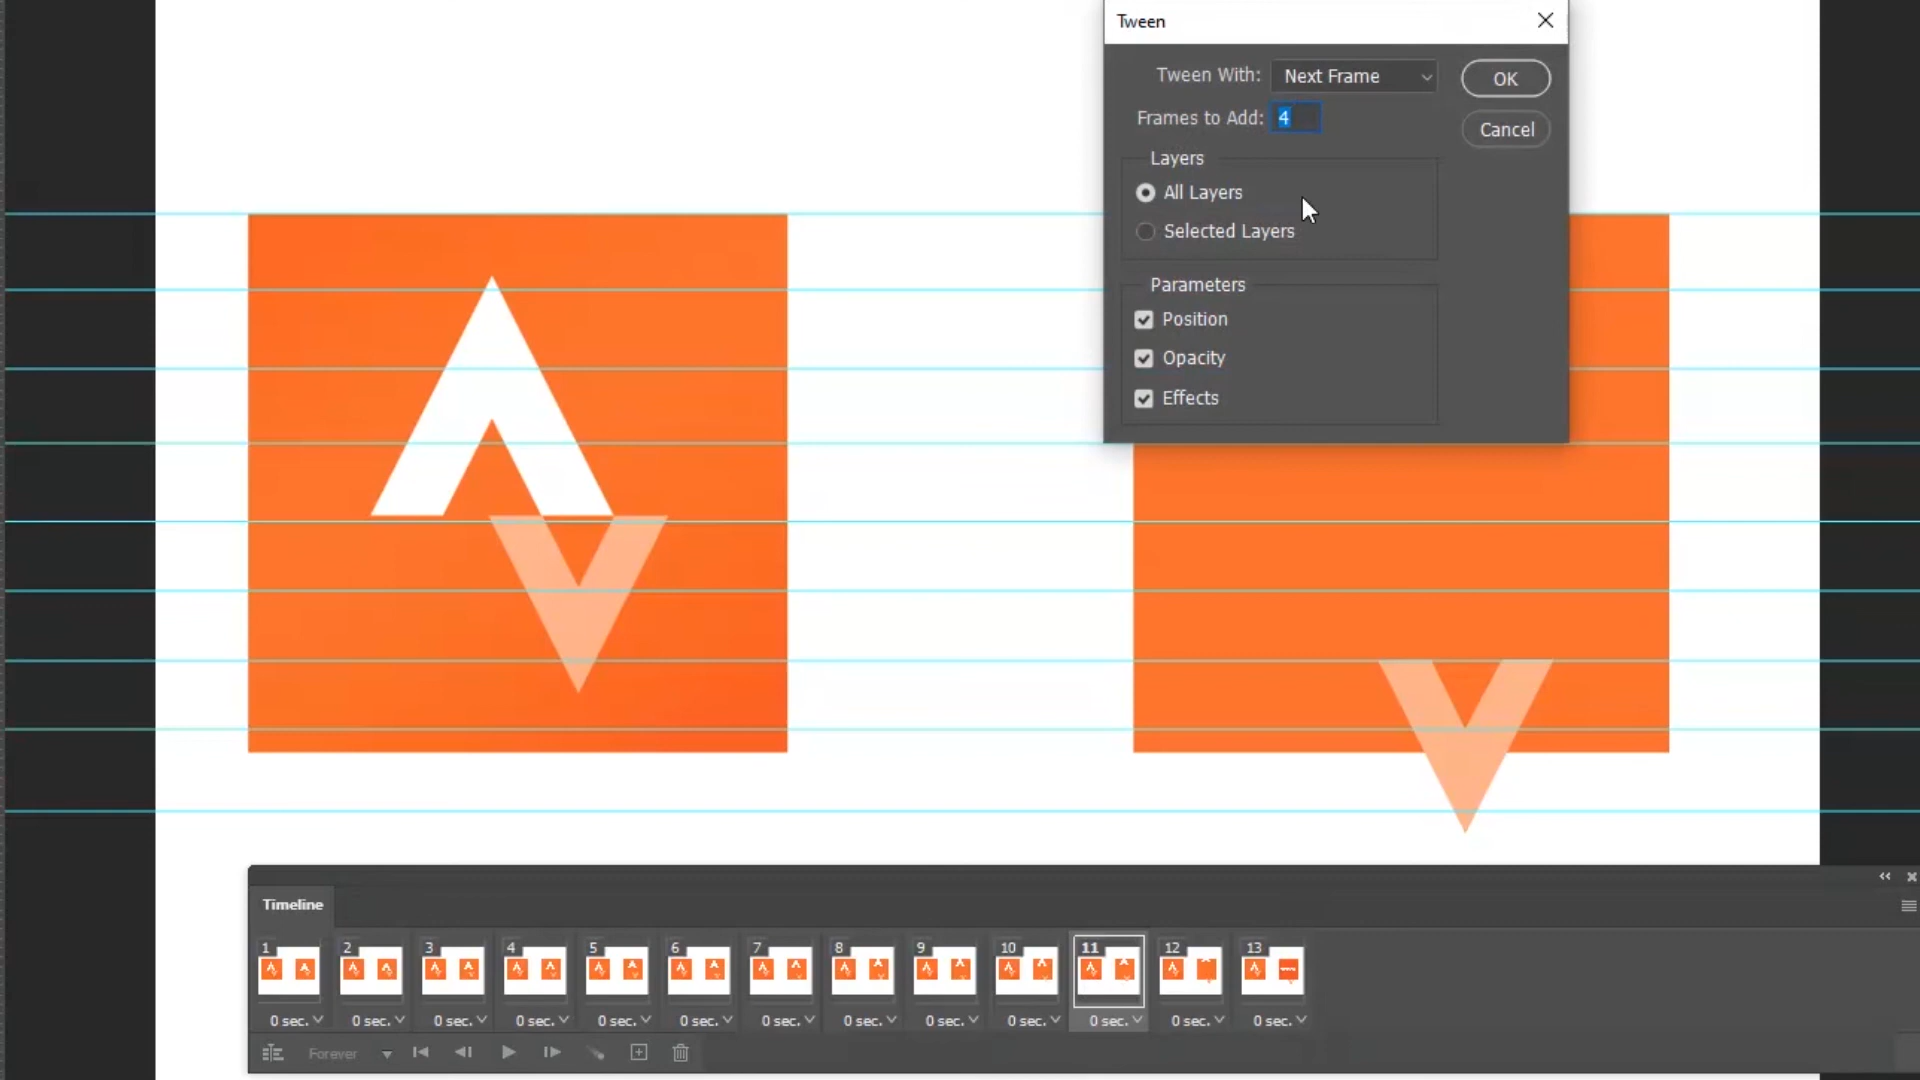 Tween
Tween With: Next Frame
OK
Frames to Add: 4
Cancel
Layers
All Layers
Selected Layers
Parameters
Position
Opacity
Effects
Timeline
1 2 3 4 5 6 7 8 9 10 11 12 13
0 sec. 0 sec. 0 sec. 0 sec. 0 sec. 0 sec. 0 sec. 0 sec. 0 sec. 0 sec. 0 sec. 0 sec. 0 sec.
Forever